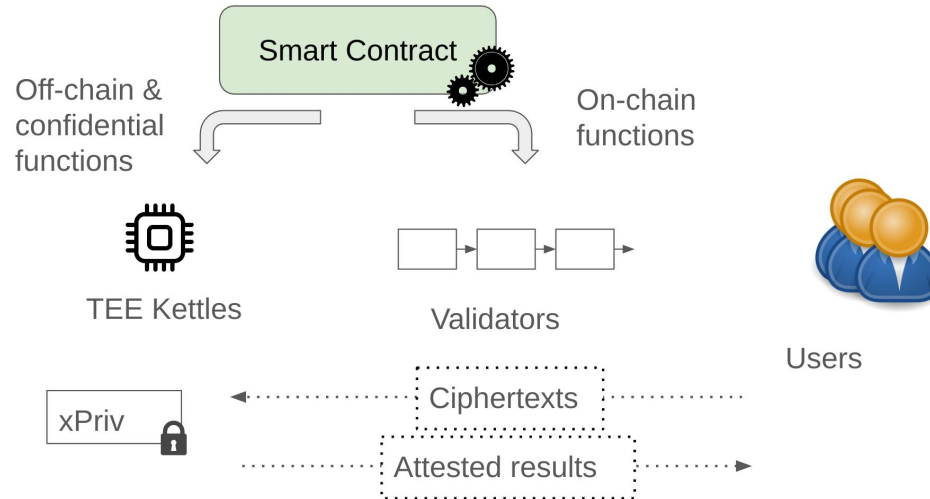 Smart Contract
Off-chain &
confidential
functions
On-chain
functions
TEE Kettles
Validators
Users
Ciphertexts
xPriv
Attested results